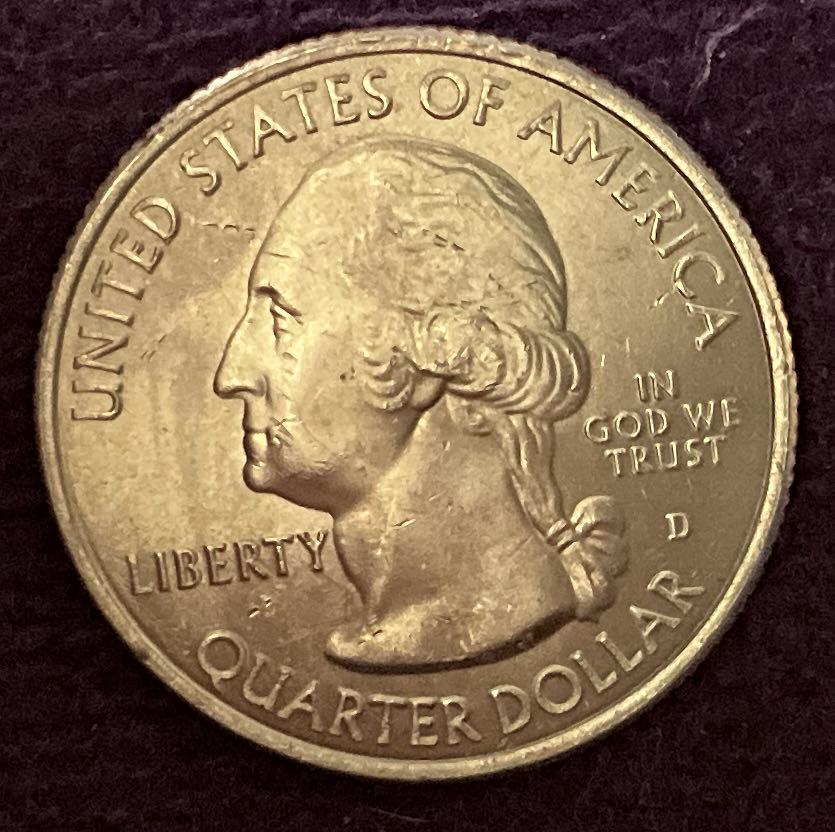 UNITED STATES OF AMERICA
LIBERTY
IN
GOD WE
TRUST
D
QUARTER DOLLAR